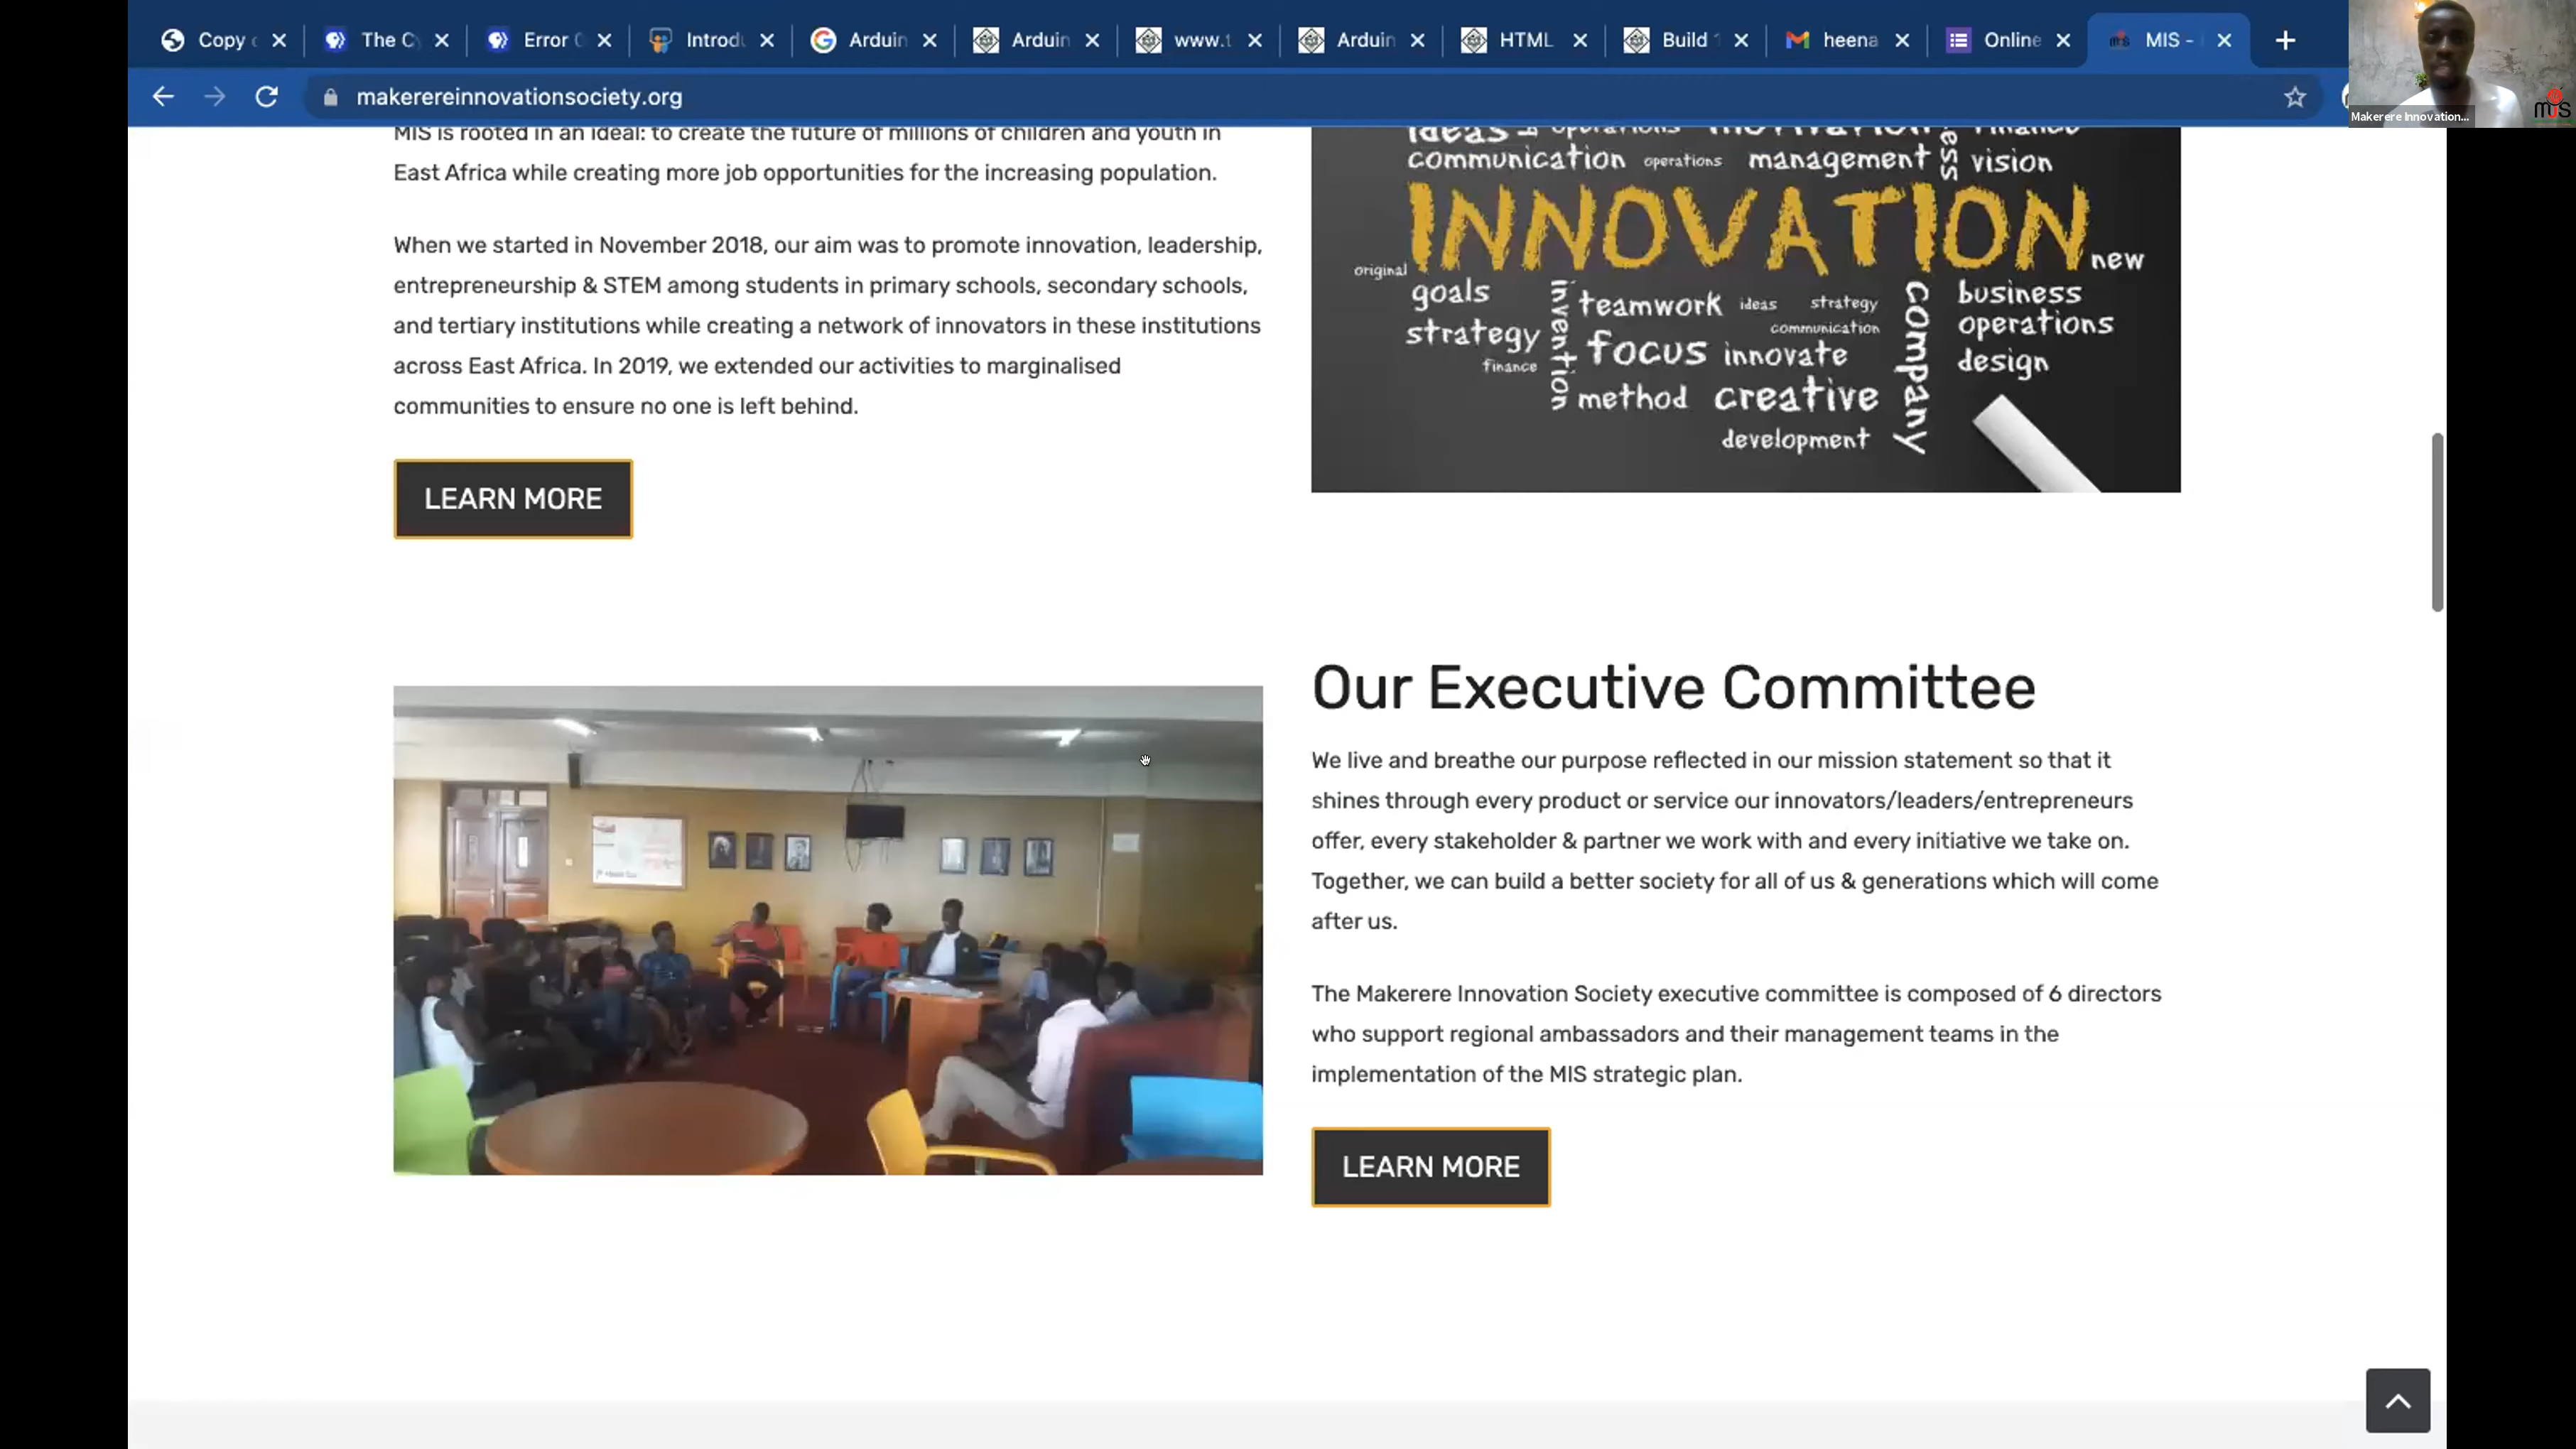 Copy
The C
Error
Introdu
Arduin
Arduin
www.t
Arduin
HTML
Build
heena
Online
MIS -
makerereinnovationsociety.org
Makerere Innovation...
MIS is rooted in an ideal: to create the future of millions of children and youth in
East Africa while creating more job opportunities for the increasing population.
When we started in November 2018, our aim was to promote innovation, leadership,
entrepreneurship & STEM among students in primary schools, secondary schools,
and tertiary institutions while creating a network of innovators in these institutions
across East Africa. In 2019, we extended our activities to marginalised
communities to ensure no one is left behind.
LEARN MORE
ideas operations motivation finance
communication operations management vision
INNOVATION
original
new
goals
strategy
finance
invention
teamwork ideas strategy
communication
focus innovate
method creative
development
company
business
operations
design
Our Executive Committee
We live and breathe our purpose reflected in our mission statement so that it
shines through every product or service our innovators/leaders/entrepreneurs
offer, every stakeholder & partner we work with and every initiative we take on.
Together, we can build a better society for all of us & generations which will come
after us.
The Makerere Innovation Society executive committee is composed of 6 directors
who support regional ambassadors and their management teams in the
implementation of the MIS strategic plan.
LEARN MORE